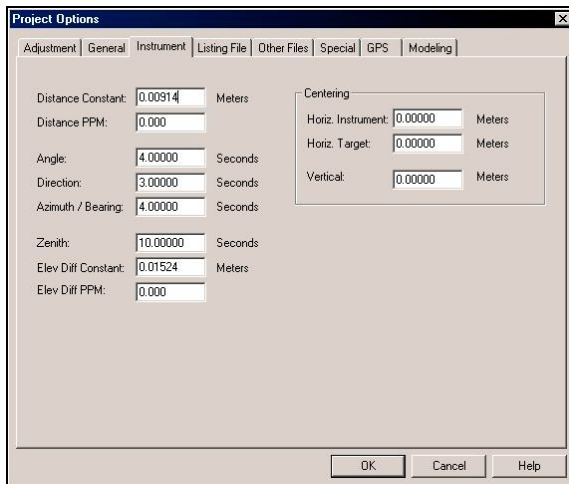 Project Options
Adjustment General Instrument Listing File Other Files Special GPS Modeling
Distance Constant: 0.00914 Meters
Distance PPM: 0.000
Angle: 4.00000 Seconds
Direction: 3.00000 Seconds
Azimuth / Bearing: 4.00000 Seconds
Zenith: 10.00000 Seconds
Elev Diff Constant: 0.01524 Meters
Elev Diff PPM: 0.000
Centering
Horiz. Instrument: 0.00000 Meters
Horiz. Target: 0.00000 Meters
Vertical: 0.00000 Meters
OK Cancel Help